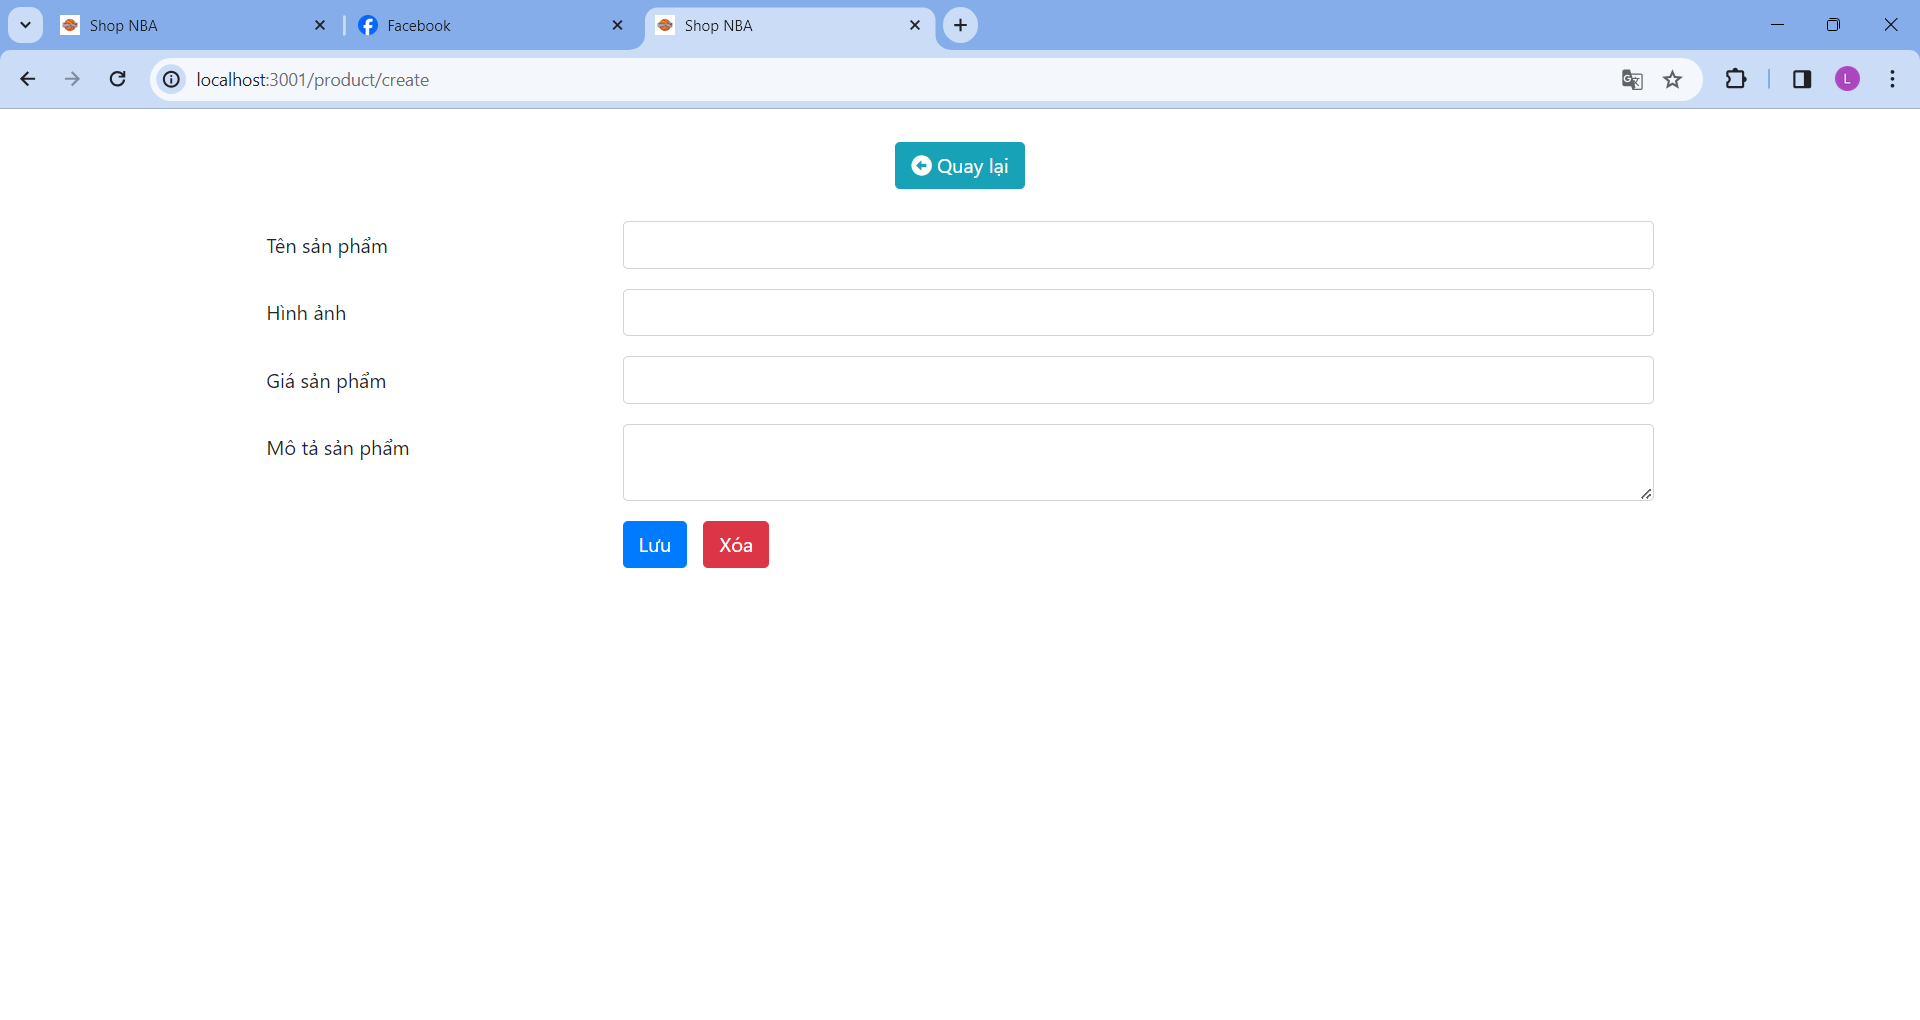 Shop NBA
Facebook
Shop NBA
localhost:3001/product/create
L
Quay lại
Tên sản phẩm
Hình ảnh
Giá sản phẩm
Mô tả sản phẩm
Lưu Xóa